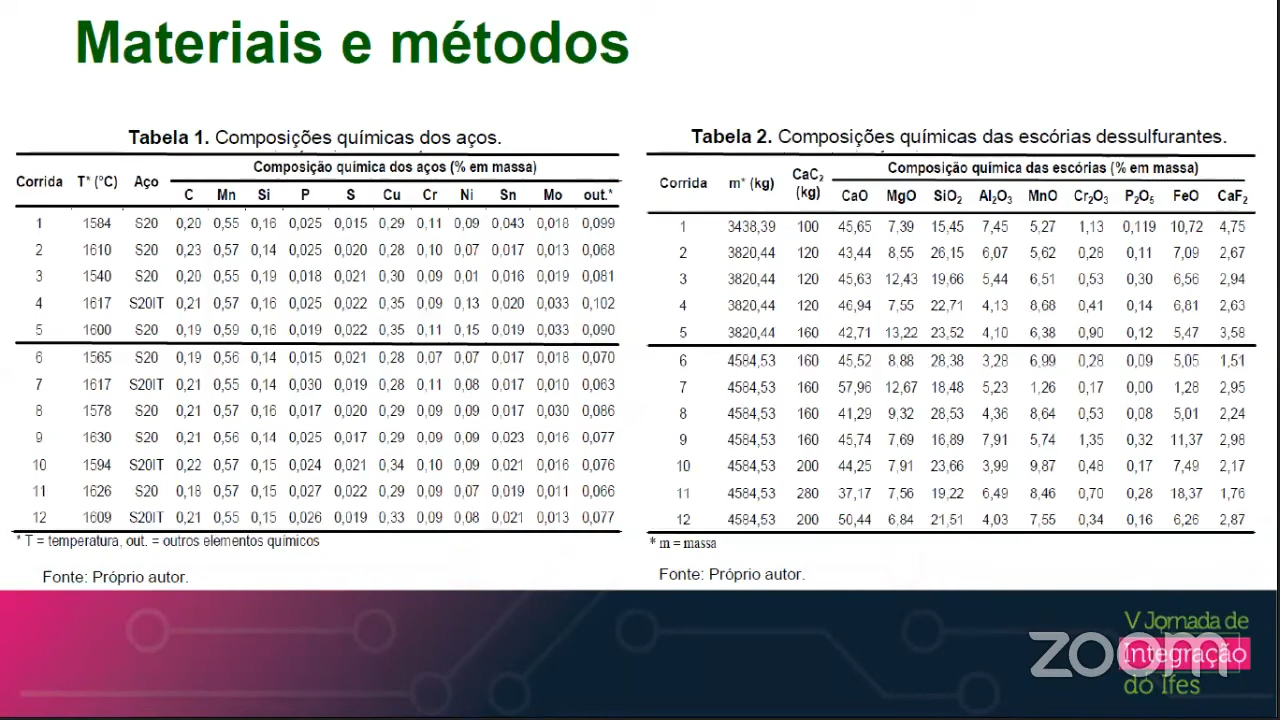 Materiais e métodos
Tabela 1. Composições químicas dos aços.
Corrida T* (°C) Aço Composição química dos aços (% em massa)
C Mn Si P S Cu Cr Ni Sn Mo out.*
1 1584 S20 0,20 0,55 0,16 0,025 0,015 0,29 0,11 0,09 0,043 0,018 0,099
2 1610 S20 0,23 0,57 0,14 0,025 0,020 0,28 0,10 0,07 0,017 0,013 0,068
3 1540 S20 0,20 0,55 0,19 0,018 0,021 0,30 0,09 0,01 0,016 0,019 0,081
4 1617 S20IT 0,21 0,57 0,16 0,025 0,022 0,35 0,09 0,13 0,020 0,033 0,102
5 1600 S20 0,19 0,59 0,16 0,019 0,022 0,35 0,11 0,15 0,019 0,033 0,090
6 1565 S20 0,19 0,56 0,14 0,015 0,021 0,28 0,07 0,07 0,017 0,018 0,070
7 1617 S20IT 0,21 0,55 0,14 0,030 0,019 0,28 0,11 0,08 0,017 0,010 0,063
8 1578 S20 0,21 0,57 0,16 0,017 0,020 0,29 0,09 0,09 0,017 0,030 0,086
9 1630 S20 0,21 0,56 0,14 0,025 0,017 0,29 0,09 0,09 0,023 0,016 0,077
10 1594 S20IT 0,22 0,57 0,15 0,024 0,021 0,34 0,10 0,09 0,021 0,016 0,076
11 1626 S20 0,18 0,57 0,15 0,027 0,022 0,29 0,09 0,07 0,019 0,011 0,066
12 1609 S20IT 0,21 0,55 0,15 0,026 0,019 0,33 0,09 0,08 0,021 0,013 0,077
* T = temperatura, out. = outros elementos químicos
Fonte: Próprio autor.
Tabela 2. Composições químicas das escórias dessulfurantes.
Corrida m* (kg) CaC₂ (kg) Composição química das escórias (% em massa)
CaO MgO SiO₂ Al₂O₃ MnO Cr₂O₃ P₂O₅ FeO CaF₂
1 3438,39 100 45,65 7,39 15,45 7,45 5,27 1,13 0,119 10,72 4,75
2 3820,44 120 43,44 8,55 26,15 6,07 5,62 0,28 0,11 7,09 2,67
3 3820,44 120 45,63 12,43 19,66 5,44 6,51 0,53 0,30 6,56 2,94
4 3820,44 120 46,94 7,55 22,71 4,13 8,68 0,41 0,14 6,81 2,63
5 3820,44 160 42,71 13,22 23,52 4,10 6,38 0,90 0,12 5,47 3,58
6 4584,53 160 45,52 8,88 28,38 3,28 6,99 0,28 0,09 5,05 1,51
7 4584,53 160 57,96 12,67 18,48 5,23 1,26 0,17 0,00 1,28 2,95
8 4584,53 160 41,29 9,32 28,53 4,36 8,64 0,53 0,08 5,01 2,24
9 4584,53 160 45,74 7,69 16,89 7,91 5,74 1,35 0,32 11,37 2,98
10 4584,53 200 44,25 7,91 23,66 3,99 9,87 0,48 0,17 7,49 2,17
11 4584,53 280 37,17 7,56 19,22 6,49 8,46 0,70 0,28 18,37 1,76
12 4584,53 200 50,44 6,84 21,51 4,03 7,55 0,34 0,16 6,26 2,87
* m = massa
Fonte: Próprio autor.
V Jornada de
Integração
do Ifes
zoom